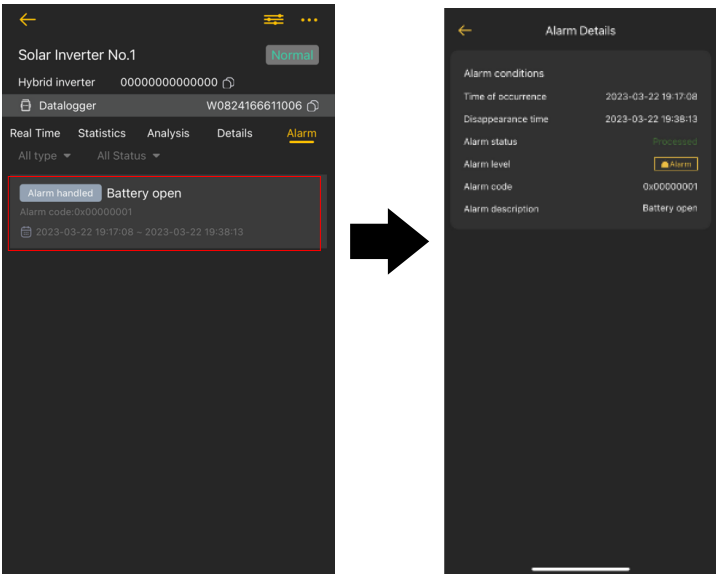 Solar Inverter No.1
Normal
Hybrid inverter 00000000000000
Datalogger W0824166611006
Real Time Statistics Analysis Details Alarm
All type All Status
Alarm handled Battery open
Alarm code:0x00000001
2023-03-22 19:17:08 ~ 2023-03-22 19:38:13
Alarm Details
Alarm conditions
Time of occurrence 2023-03-22 19:17:08
Disappearance time 2023-03-22 19:38:13
Alarm status Processed
Alarm level Alarm
Alarm code 0x00000001
Alarm description Battery open